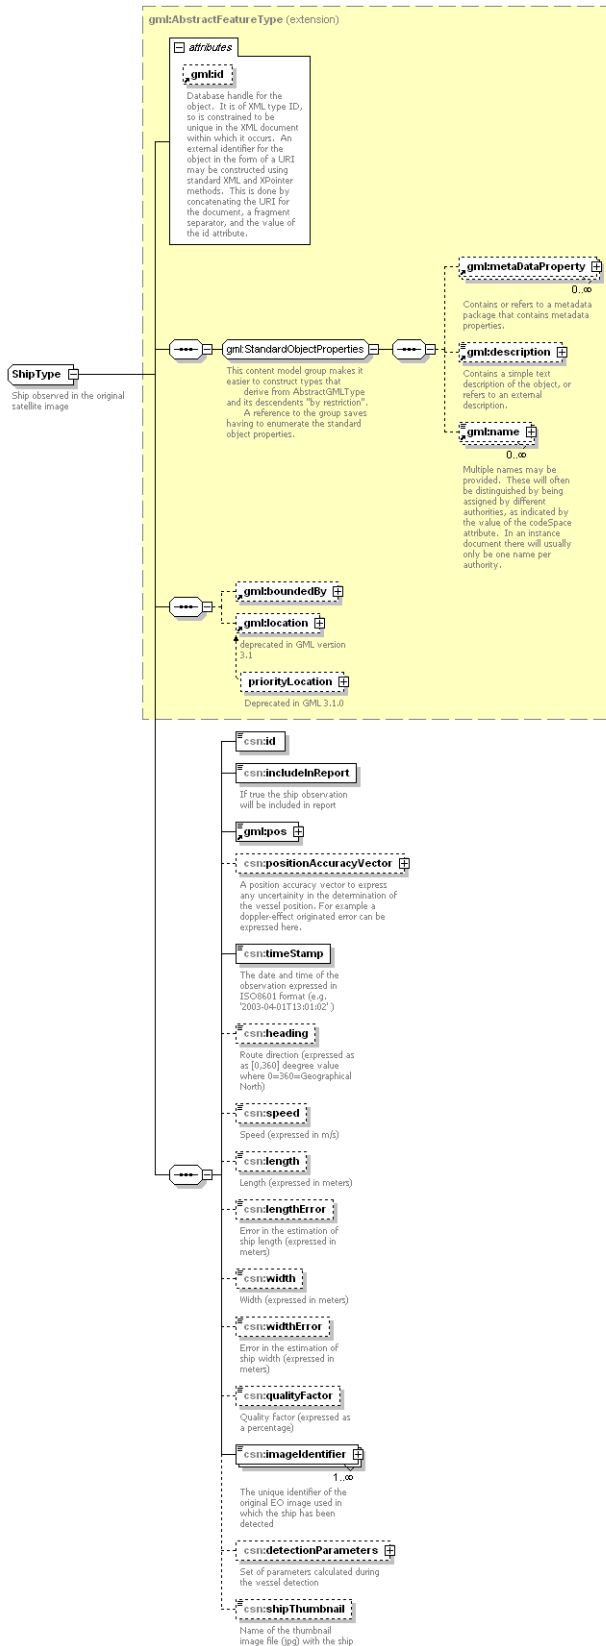 gml:AbstractFeatureType (extension)
attributes
gml:id
Database handle for the
object.  It is of XML type ID,
so is constrained to be
unique in the XML document
within which it occurs.  An
external identifier for the
object in the form of a URI
may be constructed using
standard XML and XPointer
methods.  This is done by
concatenating the URI for
the document, a fragment
separator, and the value of
the id attribute.
gml:metaDataProperty
0..∞
Contains or refers to a metadata
package that contains metadata
properties.
gml:StandardObjectProperties
This content model group makes it
easier to construct types that
derive from AbstractGMLType
and its descendents "by restriction".
A reference to the group saves
having to enumerate the standard
object properties.
gml:description
Contains a simple text
description of the object, or
refers to an external
description.
ShipType
Ship observed in the original
satellite image
gml:name
0..∞
Multiple names may be
provided.  These will often
be distinguished by being
assigned by different
authorities, as indicated by
the value of the codeSpace
attribute.  In an instance
document there will usually
only be one name per
authority.
gml:boundedBy
gml:location
deprecated in GML version
3.1
priorityLocation
Deprecated in GML 3.1.0
csn:id
csn:includeInReport
If true the ship observation
will be included in report
gml:pos
csn:positionAccuracyVector
A position accuracy vector to express
any uncertainity in the determination of
the vessel position. For example a
doppler-effect originated error can be
expressed here.
csn:timeStamp
The date and time of the
observation expressed in
ISO8601 format (e.g.
'2003-04-01T13:01:02' )
csn:heading
Route direction (expressed as
as [0,360] deegree value
where 0=360=Geographical
North)
csn:speed
Speed (expressed in m/s)
csn:length
Length (expressed in meters)
csn:lengthError
Error in the estimation of
ship length (expressed in
meters)
csn:width
Width (expressed in meters)
csn:widthError
Error in the estimation of
ship width (expressed in
meters)
csn:qualityFactor
Quality factor (expressed as
a percentage)
csn:imageIdentifier
1..∞
The unique identifier of the
original EO image used in
which the ship has been
detected
csn:detectionParameters
Set of parameters calculated during
the vessel detection
csn:shipThumbnail
Name of the thumbnail
image file (jpg) with the ship